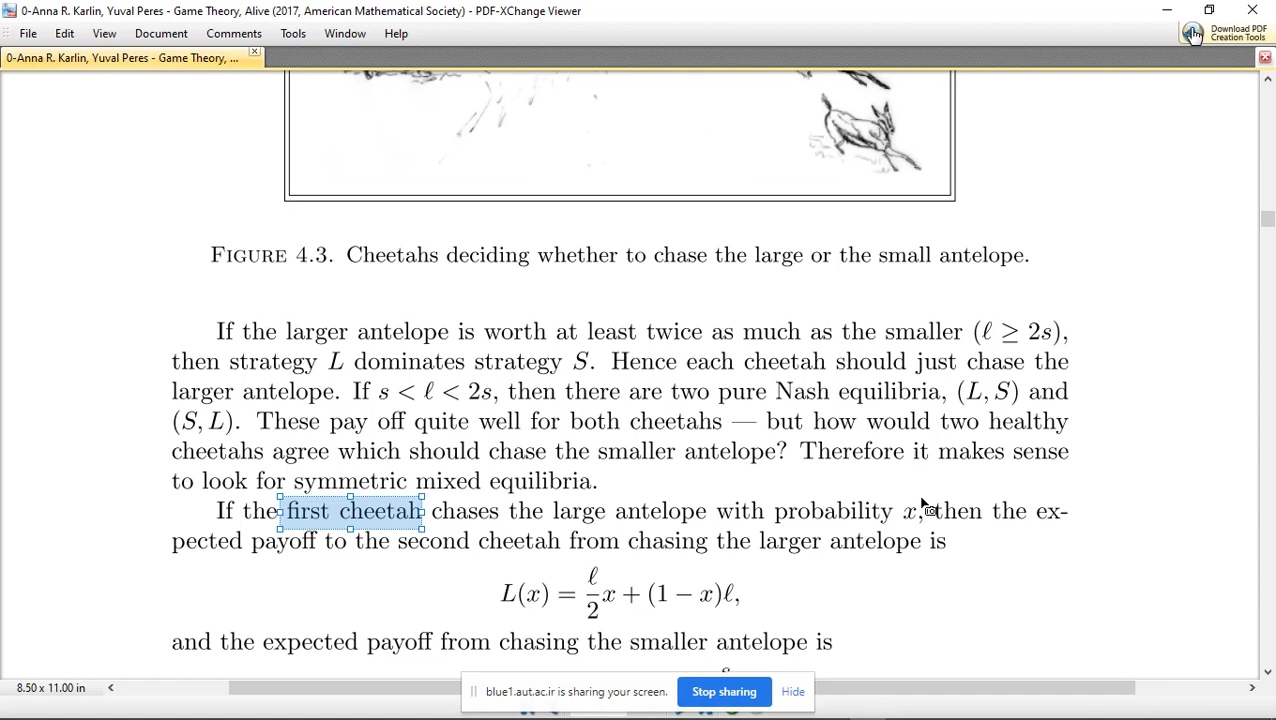 0-Anna R. Karlin, Yuval Peres - Game Theory, Alive (2017, American Mathematical Society) - PDF-XChange Viewer
File Edit View Document Comments Tools Window Help
Download PDF
Creation Tools
0-Anna R. Karlin, Yuval Peres - Game Theory, ...
FIGURE 4.3. Cheetahs deciding whether to chase the large or the small antelope.
If the larger antelope is worth at least twice as much as the smaller (ℓ ≥ 2s),
then strategy L dominates strategy S. Hence each cheetah should just chase the
larger antelope. If s < ℓ < 2s, then there are two pure Nash equilibria, (L, S) and
(S, L). These pay off quite well for both cheetahs — but how would two healthy
cheetahs agree which should chase the smaller antelope? Therefore it makes sense
to look for symmetric mixed equilibria.
If the first cheetah chases the large antelope with probability x, then the ex-
pected payoff to the second cheetah from chasing the larger antelope is
L(x) = ℓ/2 x + (1 − x)ℓ,
and the expected payoff from chasing the smaller antelope is
8.50 x 11.00 in
blue1.aut.ac.ir is sharing your screen. Stop sharing Hide